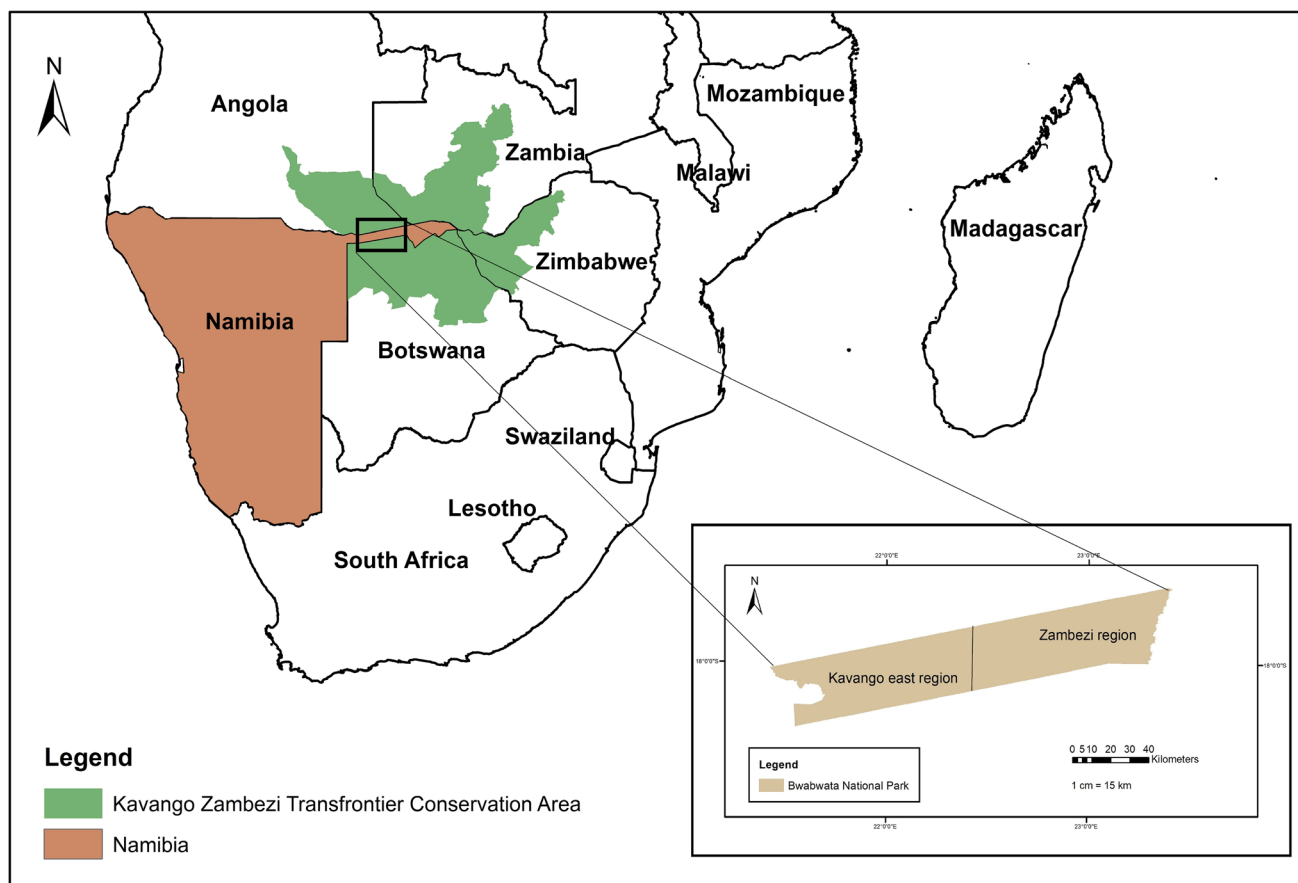 N
Angola
Mozambique
Zambia
Malawi
Madagascar
Zimbabwe
Namibia
Botswana
Swaziland
Lesotho
South Africa
Legend
Kavango Zambezi Transfrontier Conservation Area
Namibia
22°0'0"E
23°0'0"E
N
Zambezi region
18°0'0"S
18°0'0"S
Kavango east region
Legend
Bwabwata National Park
0 5 10 20 30 40
Kilometers
1 cm = 15 km
22°0'0"E
23°0'0"E